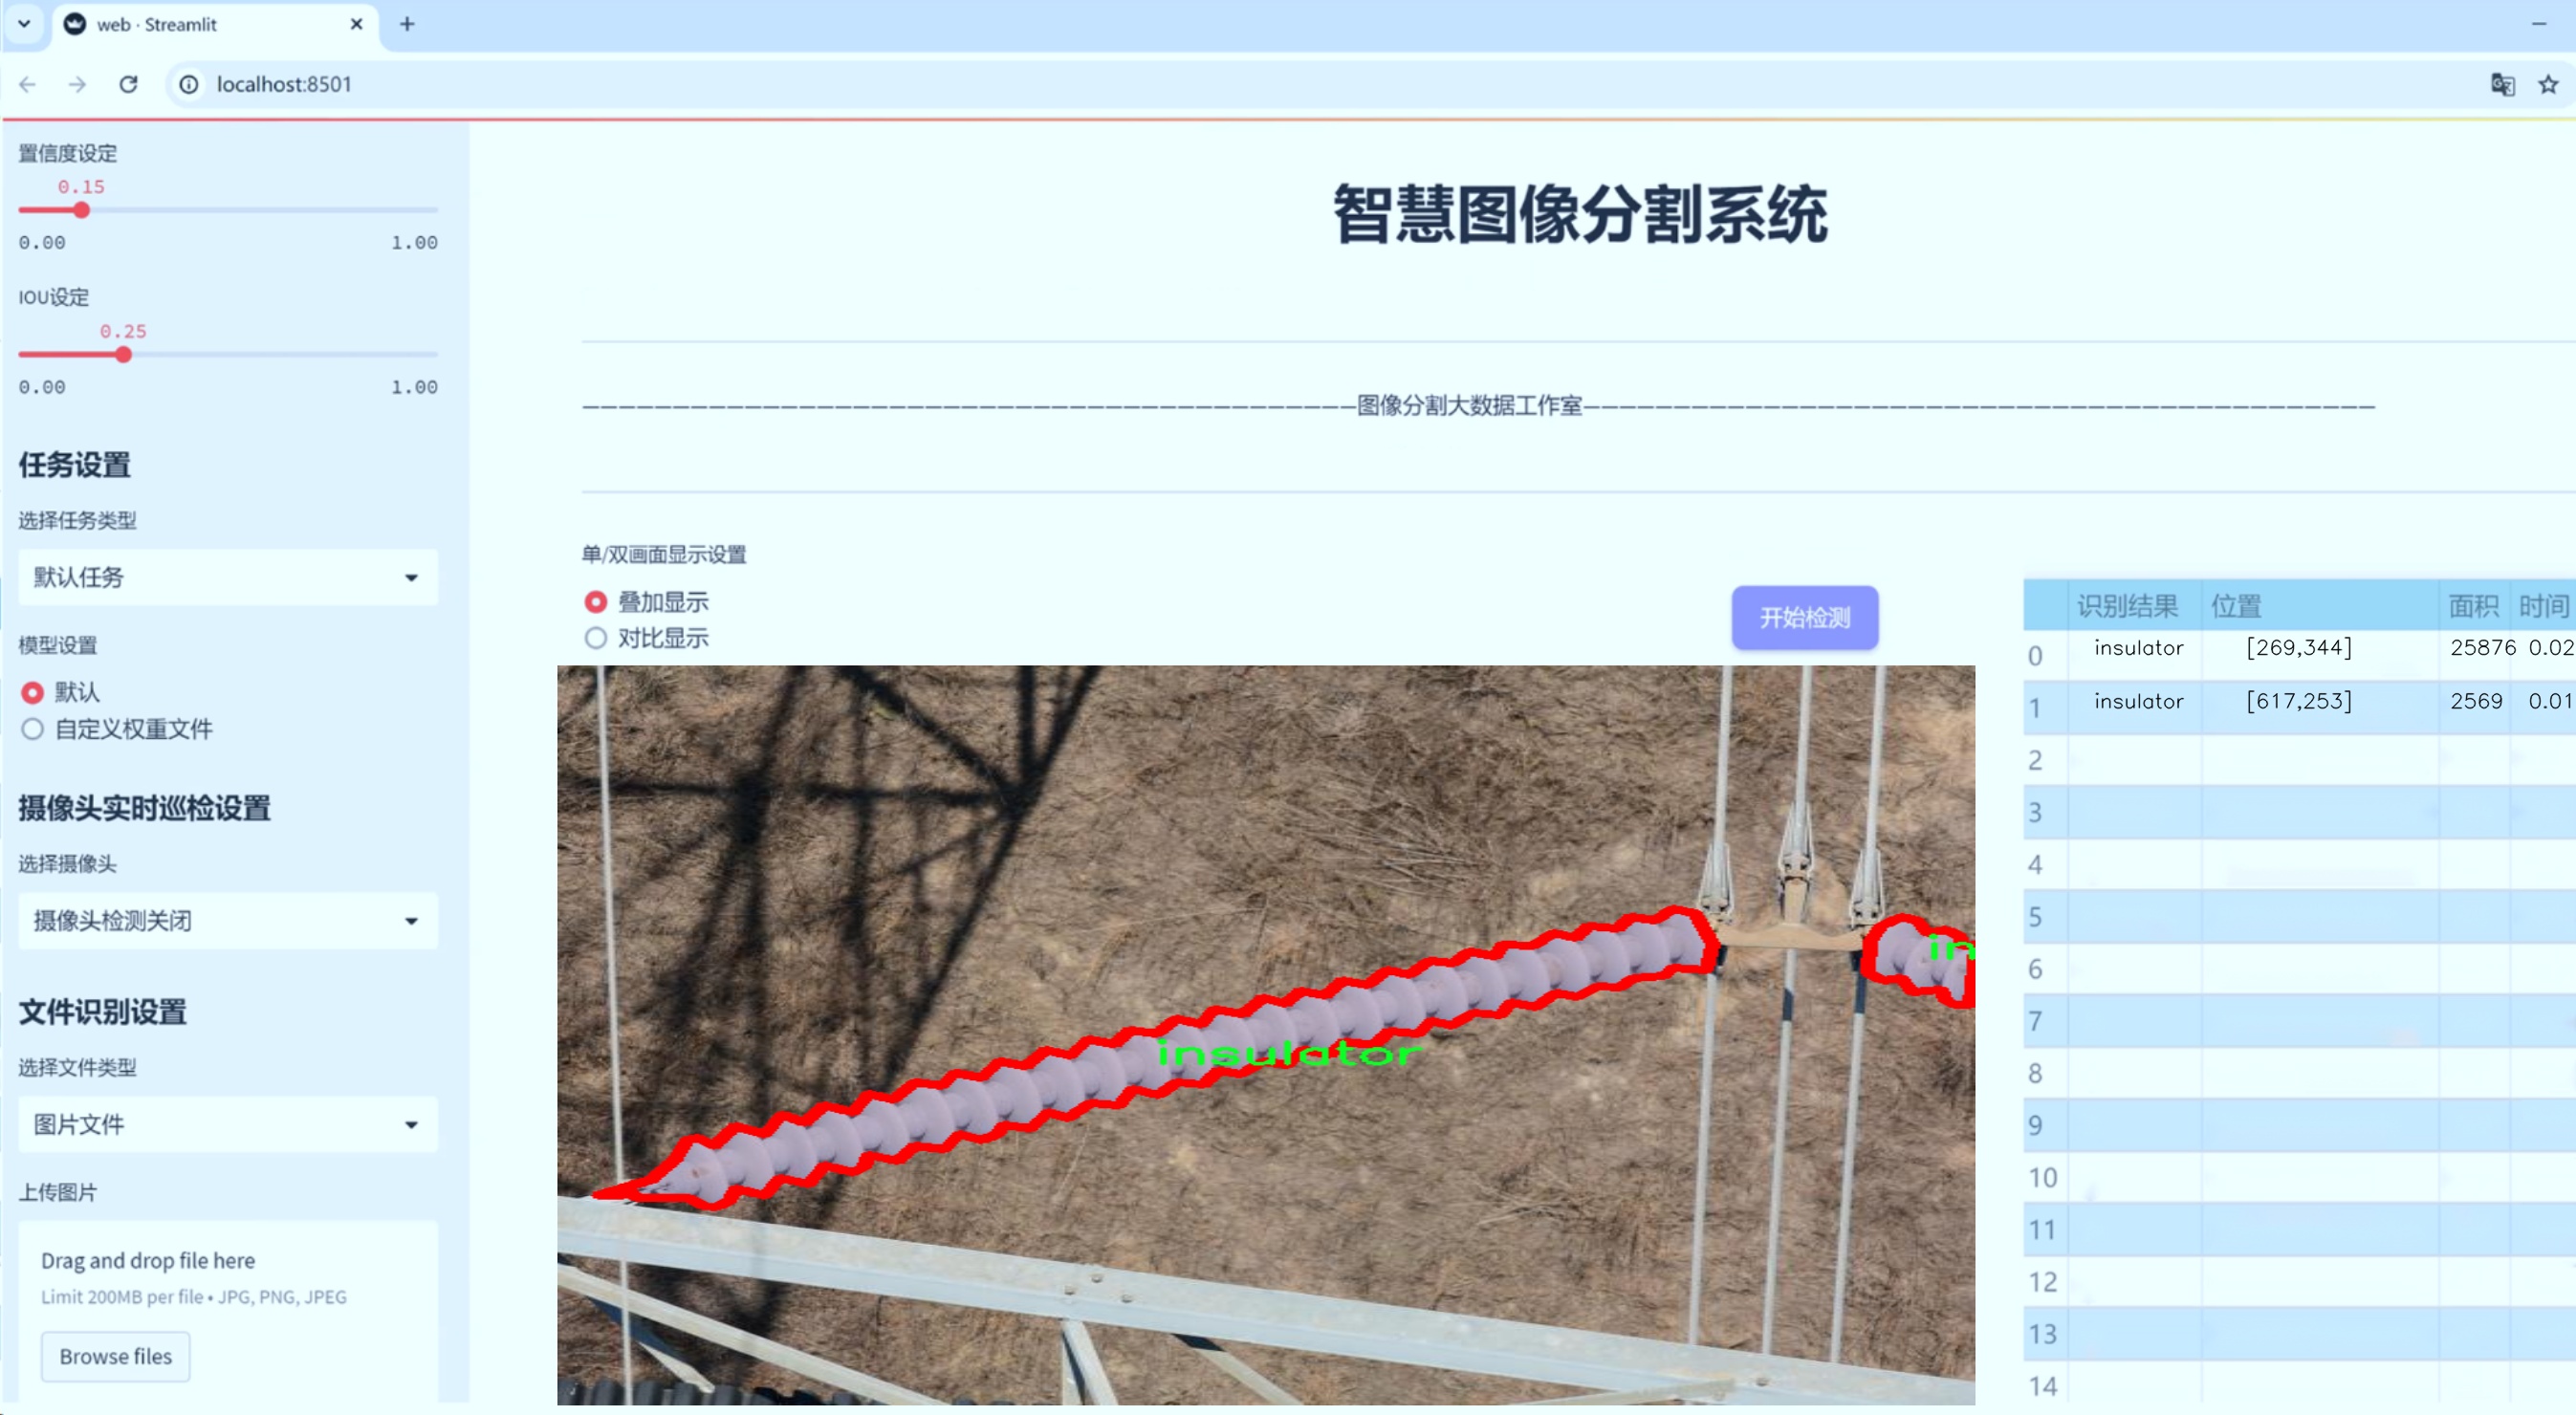 web · Streamlit
localhost:8501
置信度设定
0.15
0.00 1.00
IOU设定
0.25
0.00 1.00
任务设置
选择任务类型
默认任务
模型设置
默认
自定义权重文件
摄像头实时巡检设置
选择摄像头
摄像头检测关闭
文件识别设置
选择文件类型
图片文件
上传图片
Drag and drop file here
Limit 200MB per file • JPG, PNG, JPEG
Browse files
智慧图像分割系统
图像分割大数据工作室
单/双画面显示设置
叠加显示
对比显示
开始检测
insulator
in
识别结果 位置 面积 时间
0 insulator [269,344] 25876 0.02
1 insulator [617,253] 2569 0.01
2
3
4
5
6
7
8
9
10
11
12
13
14